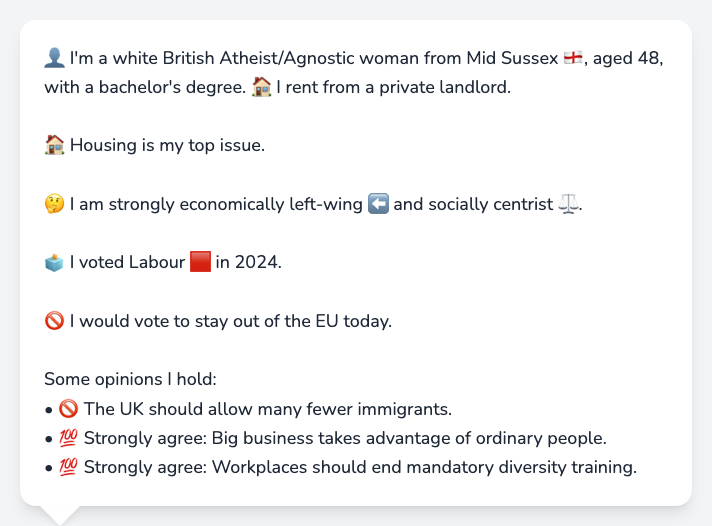 👤 I'm a white British Atheist/Agnostic woman from Mid Sussex 🏴󠁧󠁢󠁥󠁮󠁧󠁿, aged 48,
with a bachelor's degree. 🏠 I rent from a private landlord.
🏠 Housing is my top issue.
🤔 I am strongly economically left-wing ⬅️ and socially centrist ⚖️.
🗳️ I voted Labour 🟥 in 2024.
🚫 I would vote to stay out of the EU today.
Some opinions I hold:
• 🚫 The UK should allow many fewer immigrants.
• 💯 Strongly agree: Big business takes advantage of ordinary people.
• 💯 Strongly agree: Workplaces should end mandatory diversity training.